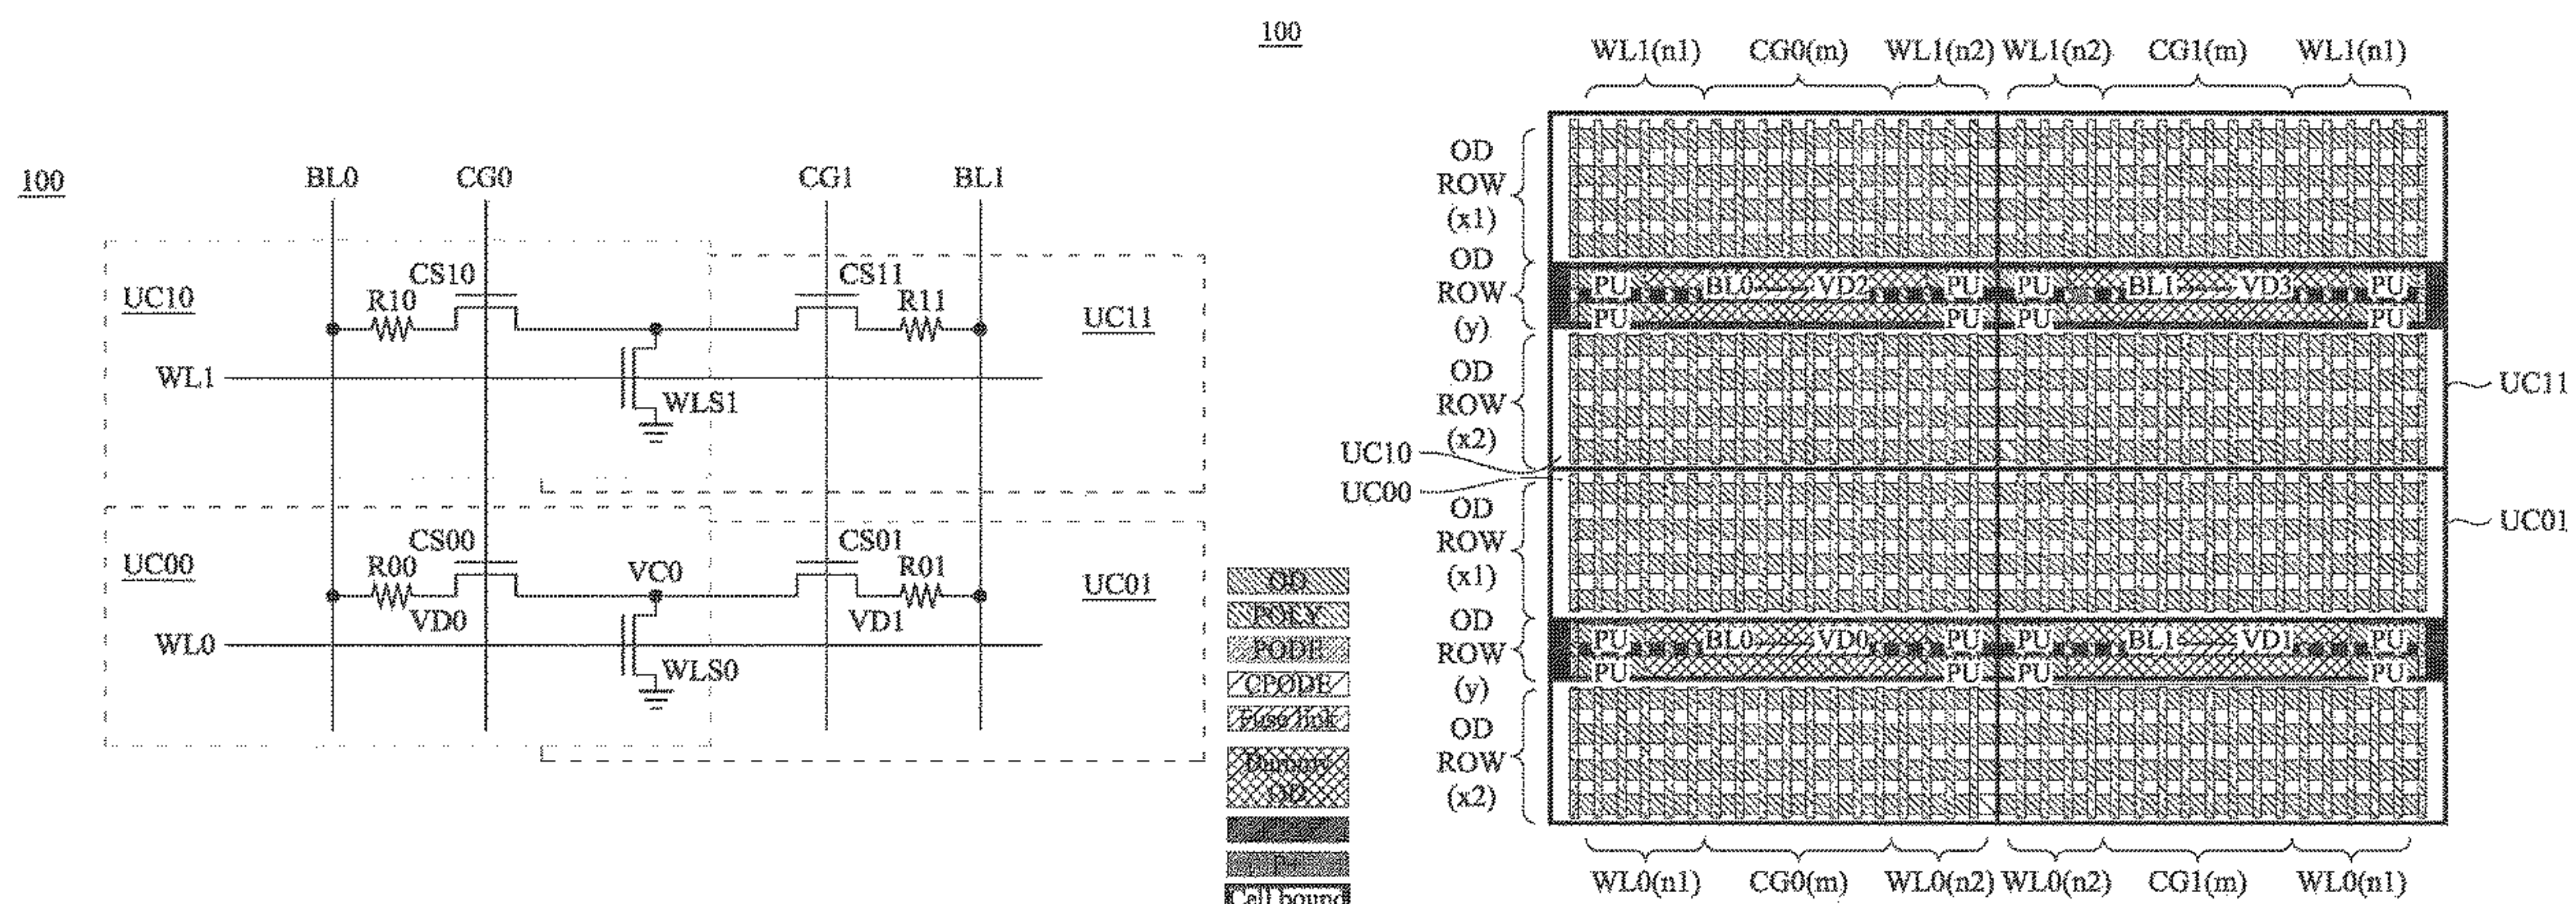 100
BL0 CG0 CG1 BL1
CS10 CS11
UC10 R10 R11 UC11
WL1
WLS1
CS00 CS01
UC00 R00 VC0 R01 UC01
VD0 VD1
WL0
WLS0
100
WL1(n1) CG0(m) WL1(n2) WL1(n2) CG1(m) WL1(n1)
OD
ROW
(x1)
OD
ROW
(y)
PU BL0 VD2 PU PU BL1 VD3 PU
PU PU PU PU
OD
ROW
(x2)
UC11
UC10
UC00
OD
ROW
(x1)
UC01
OD
ROW
(y)
PU BL0 VD0 PU PU BL1 VD1 PU
PU PU PU PU
OD
ROW
(x2)
WL0(n1) CG0(m) WL0(n2) WL0(n2) CG1(m) WL0(n1)
OD
POLY
PODE
CPODE
Fuse link
Dummy
OD
Cell bound